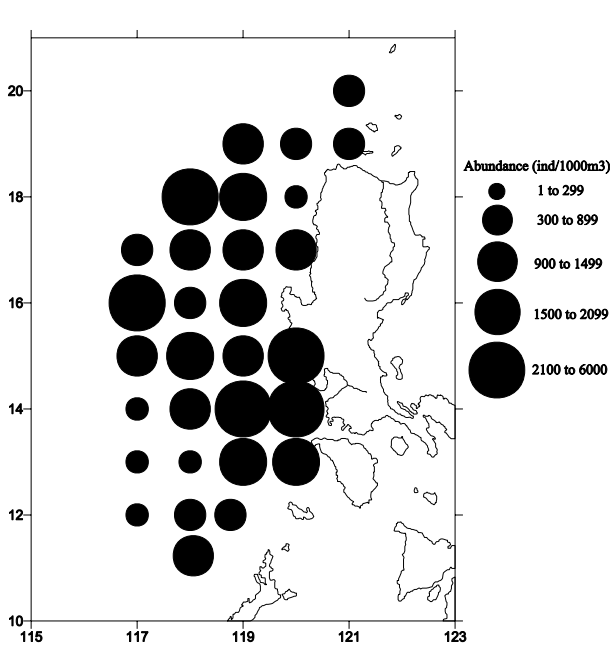 20
18
16
14
12
10
115
117
119
121
123
Abundance (ind/1000m3)
1 to 299
300 to 899
900 to 1499
1500 to 2099
2100 to 6000